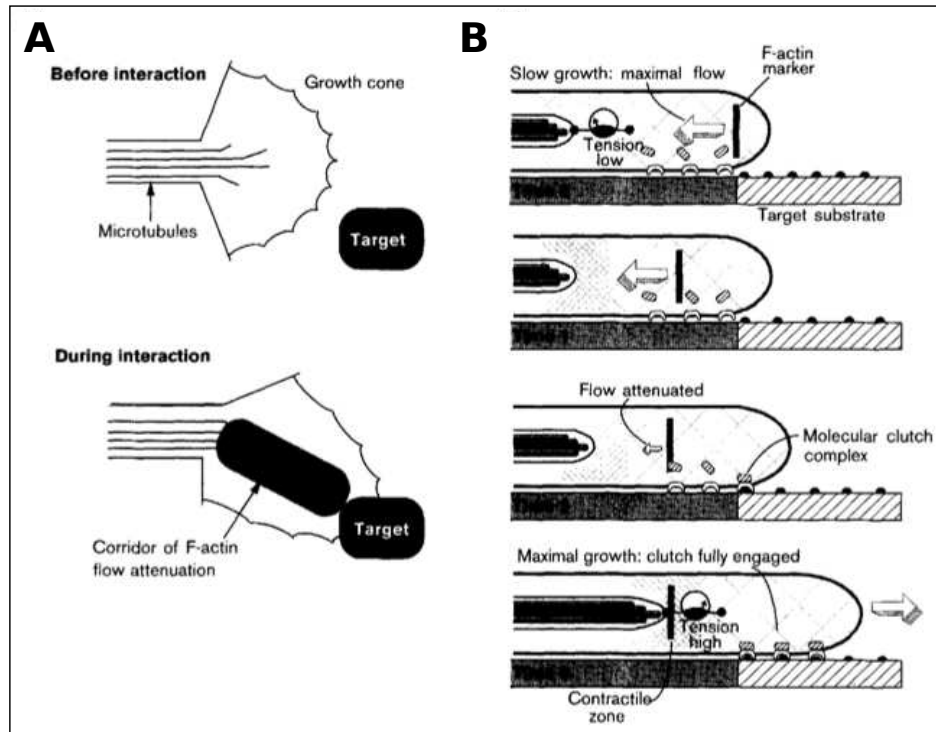 A
Before interaction
Growth cone
Microtubules
Target
During interaction
Target
Corridor of F-actin
flow attenuation
B
F-actin
marker
Slow growth: maximal flow
Tension
low
Target substrate
Flow attenuated
Molecular clutch
complex
Maximal growth: clutch fully engaged
Tension
high
Contractile
zone